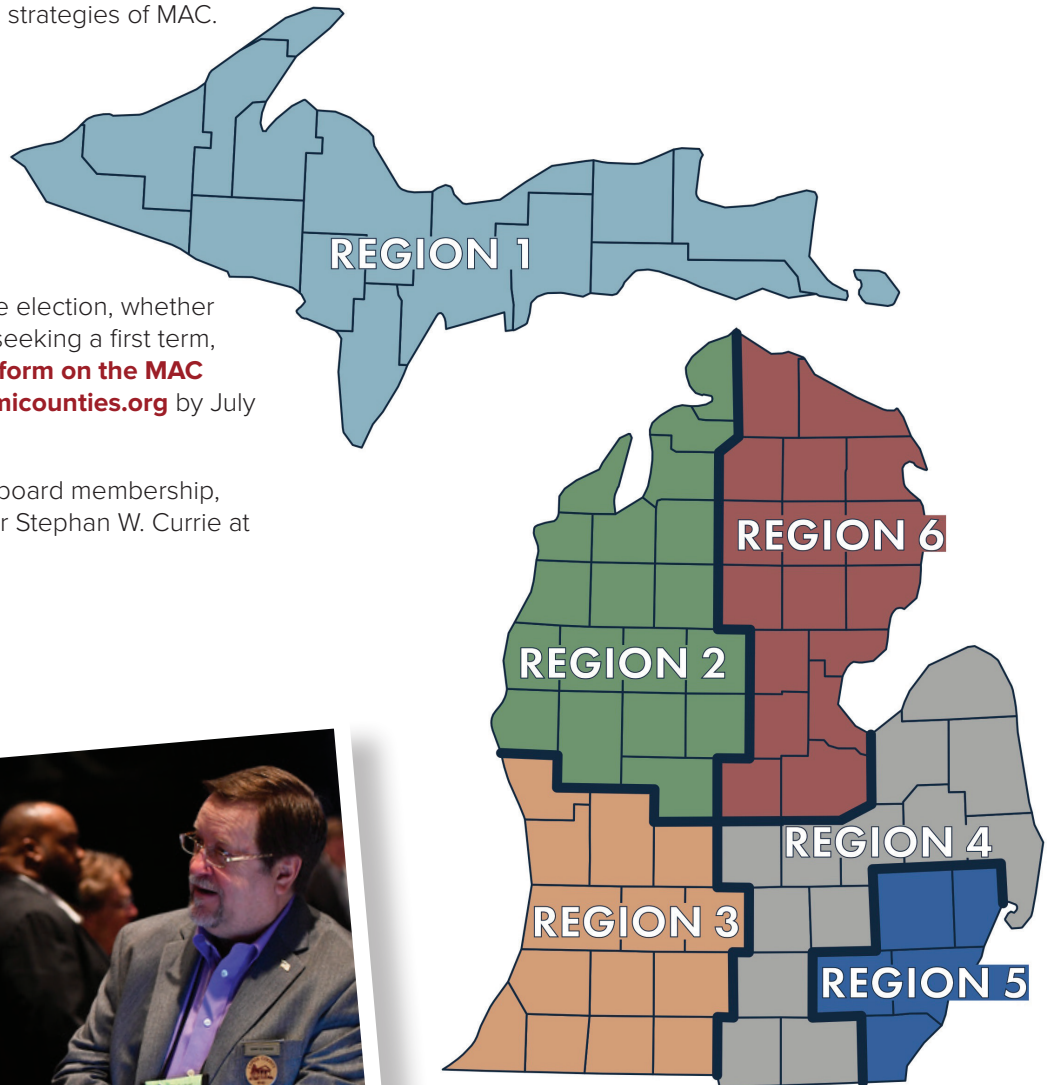 strategies of MAC.
e election, whether
seeking a first term,
form on the MAC
micounties.org by July
board membership,
r Stephan W. Currie at
REGION 1
REGION 6
REGION 2
REGION 4
REGION 3
REGION 5